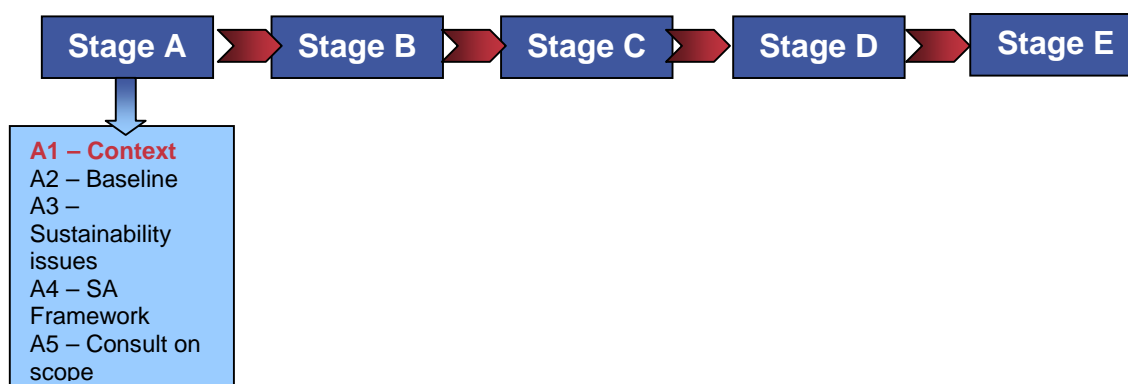 Stage A
Stage B
Stage C
Stage D
Stage E
A1 – Context
A2 – Baseline
A3 –
Sustainability
issues
A4 – SA
Framework
A5 – Consult on
scope